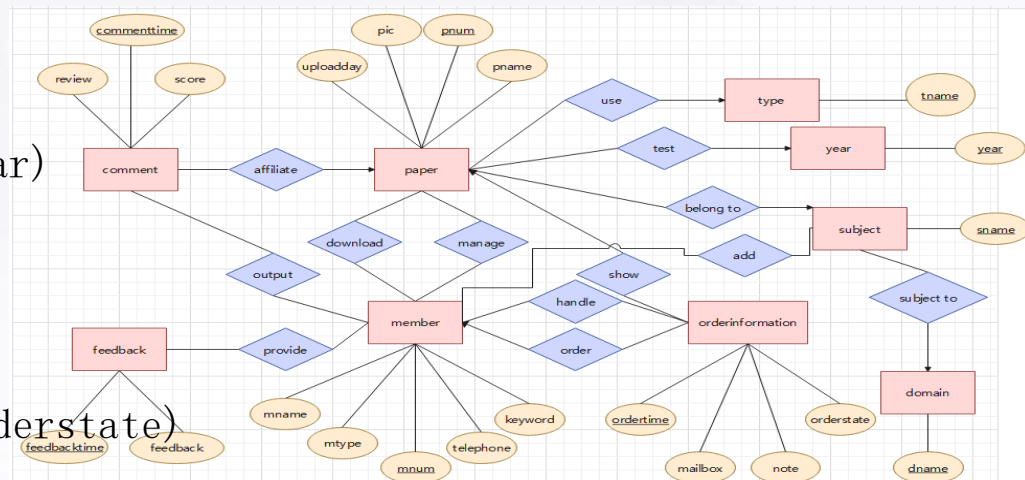 commenttime
pic
pnum
review
score
uploadday
pname
use
type
tname
ar)
comment
affiliate
paper
test
year
year
belong to
subject
sname
download
manage
add
output
show
handle
subject to
member
orderinformation
feedback
provide
order
domain
mname
keyword
ordertime
orderstate
derstate)
mtype
telephone
feedbacktime
feedback
mnum
mailbox
note
dname